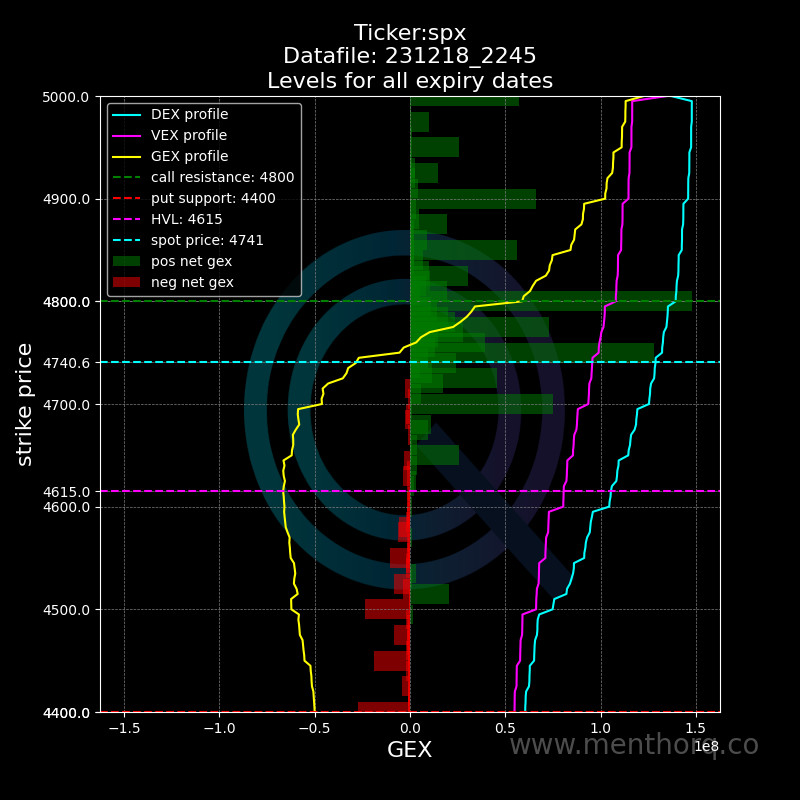 Ticker:spx
Datafile: 231218_2245
Levels for all expiry dates
5000.0
4900.0
4800.0
4740.6
4700.0
4615.0
4600.0
4500.0
4400.0
strike price
DEX profile
VEX profile
GEX profile
call resistance: 4800
put support: 4400
HVL: 4615
spot price: 4741
pos net gex
neg net gex
−1.5 −1.0 −0.5 0.0 0.5 1.0 1.5
1e8
GEX
www.menthorq.co